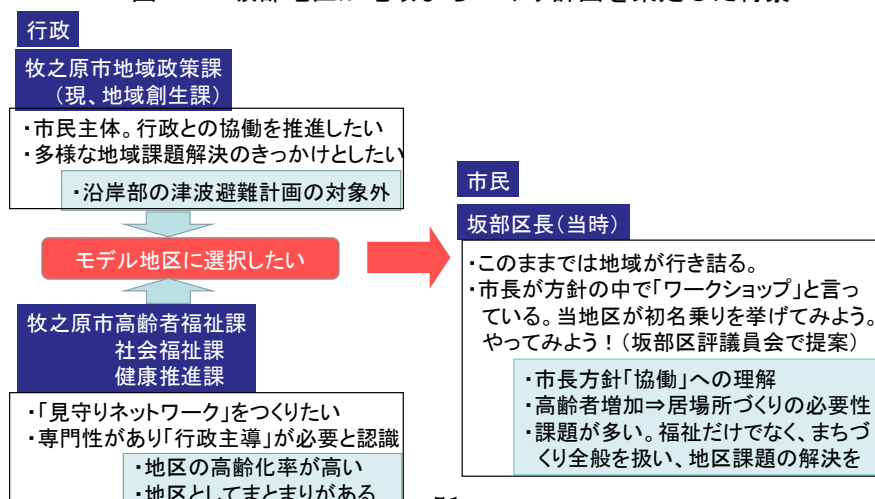 行政
牧之原市地域政策課
（現、地域創生課）
・市民主体。行政との協働を推進したい
・多様な地域課題解決のきっかけとしたい
・沿岸部の津波避難計画の対象外
モデル地区に選択したい
牧之原市高齢者福祉課
社会福祉課
健康推進課
・「見守りネットワーク」をつくりたい
・専門性があり「行政主導」が必要と認識
・地区の高齢化率が高い
・地区としてまとまりがある
市民
坂部区長（当時）
・このままでは地域が行き詰る。
・市長が方針の中で「ワークショップ」と言っ
ている。当地区が初名乗りを挙げてみよう。
やってみよう！（坂部区評議員会で提案）
・市長方針「協働」への理解
・高齢者増加⇒居場所づくりの必要性
・課題が多い。福祉だけでなく、まちづ
くり全般を扱い、地区課題の解決を